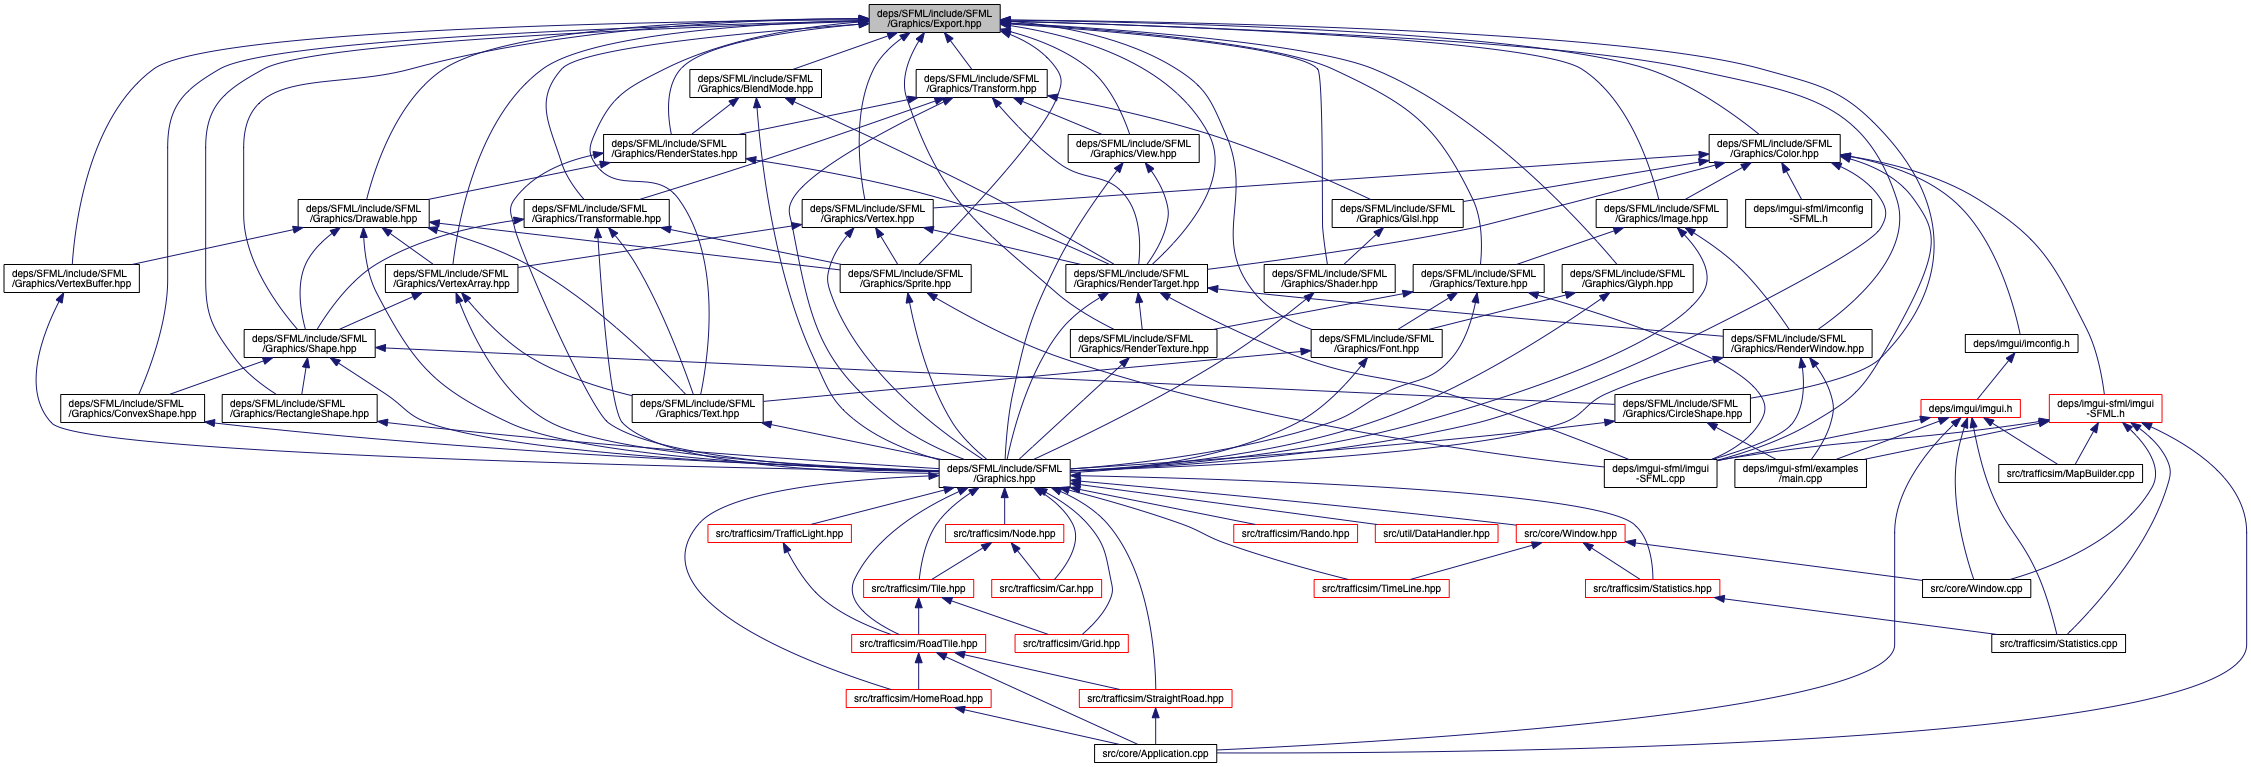 deps/SFML/include/SFML
/Graphics/Export.hpp
deps/SFML/include/SFML
/Graphics/BlendMode.hpp
deps/SFML/include/SFML
/Graphics/Transform.hpp
deps/SFML/include/SFML
/Graphics/RenderStates.hpp
deps/SFML/include/SFML
/Graphics/View.hpp
deps/SFML/include/SFML
/Graphics/Color.hpp
deps/SFML/include/SFML
/Graphics/Drawable.hpp
deps/SFML/include/SFML
/Graphics/Transformable.hpp
deps/SFML/include/SFML
/Graphics/Vertex.hpp
deps/SFML/include/SFML
/Graphics/Glsl.hpp
deps/SFML/include/SFML
/Graphics/Image.hpp
deps/imgui-sfml/imconfig
-SFML.h
deps/SFML/include/SFML
/Graphics/VertexBuffer.hpp
deps/SFML/include/SFML
/Graphics/VertexArray.hpp
deps/SFML/include/SFML
/Graphics/Sprite.hpp
deps/SFML/include/SFML
/Graphics/RenderTarget.hpp
deps/SFML/include/SFML
/Graphics/Shader.hpp
deps/SFML/include/SFML
/Graphics/Texture.hpp
deps/SFML/include/SFML
/Graphics/Glyph.hpp
deps/SFML/include/SFML
/Graphics/Shape.hpp
deps/SFML/include/SFML
/Graphics/RenderTexture.hpp
deps/SFML/include/SFML
/Graphics/Font.hpp
deps/SFML/include/SFML
/Graphics/RenderWindow.hpp
deps/imgui/imconfig.h
deps/SFML/include/SFML
/Graphics/ConvexShape.hpp
deps/SFML/include/SFML
/Graphics/RectangleShape.hpp
deps/SFML/include/SFML
/Graphics/Text.hpp
deps/SFML/include/SFML
/Graphics/CircleShape.hpp
deps/imgui/imgui.h
deps/imgui-sfml/imgui
-SFML.h
deps/SFML/include/SFML
/Graphics.hpp
deps/imgui-sfml/imgui
-SFML.cpp
deps/imgui-sfml/examples
/main.cpp
src/trafficsim/MapBuilder.cpp
src/trafficsim/TrafficLight.hpp
src/trafficsim/Node.hpp
src/trafficsim/Rando.hpp
src/util/DataHandler.hpp
src/core/Window.hpp
src/trafficsim/Tile.hpp
src/trafficsim/Car.hpp
src/trafficsim/TimeLine.hpp
src/trafficsim/Statistics.hpp
src/core/Window.cpp
src/trafficsim/RoadTile.hpp
src/trafficsim/Grid.hpp
src/trafficsim/Statistics.cpp
src/trafficsim/HomeRoad.hpp
src/trafficsim/StraightRoad.hpp
src/core/Application.cpp